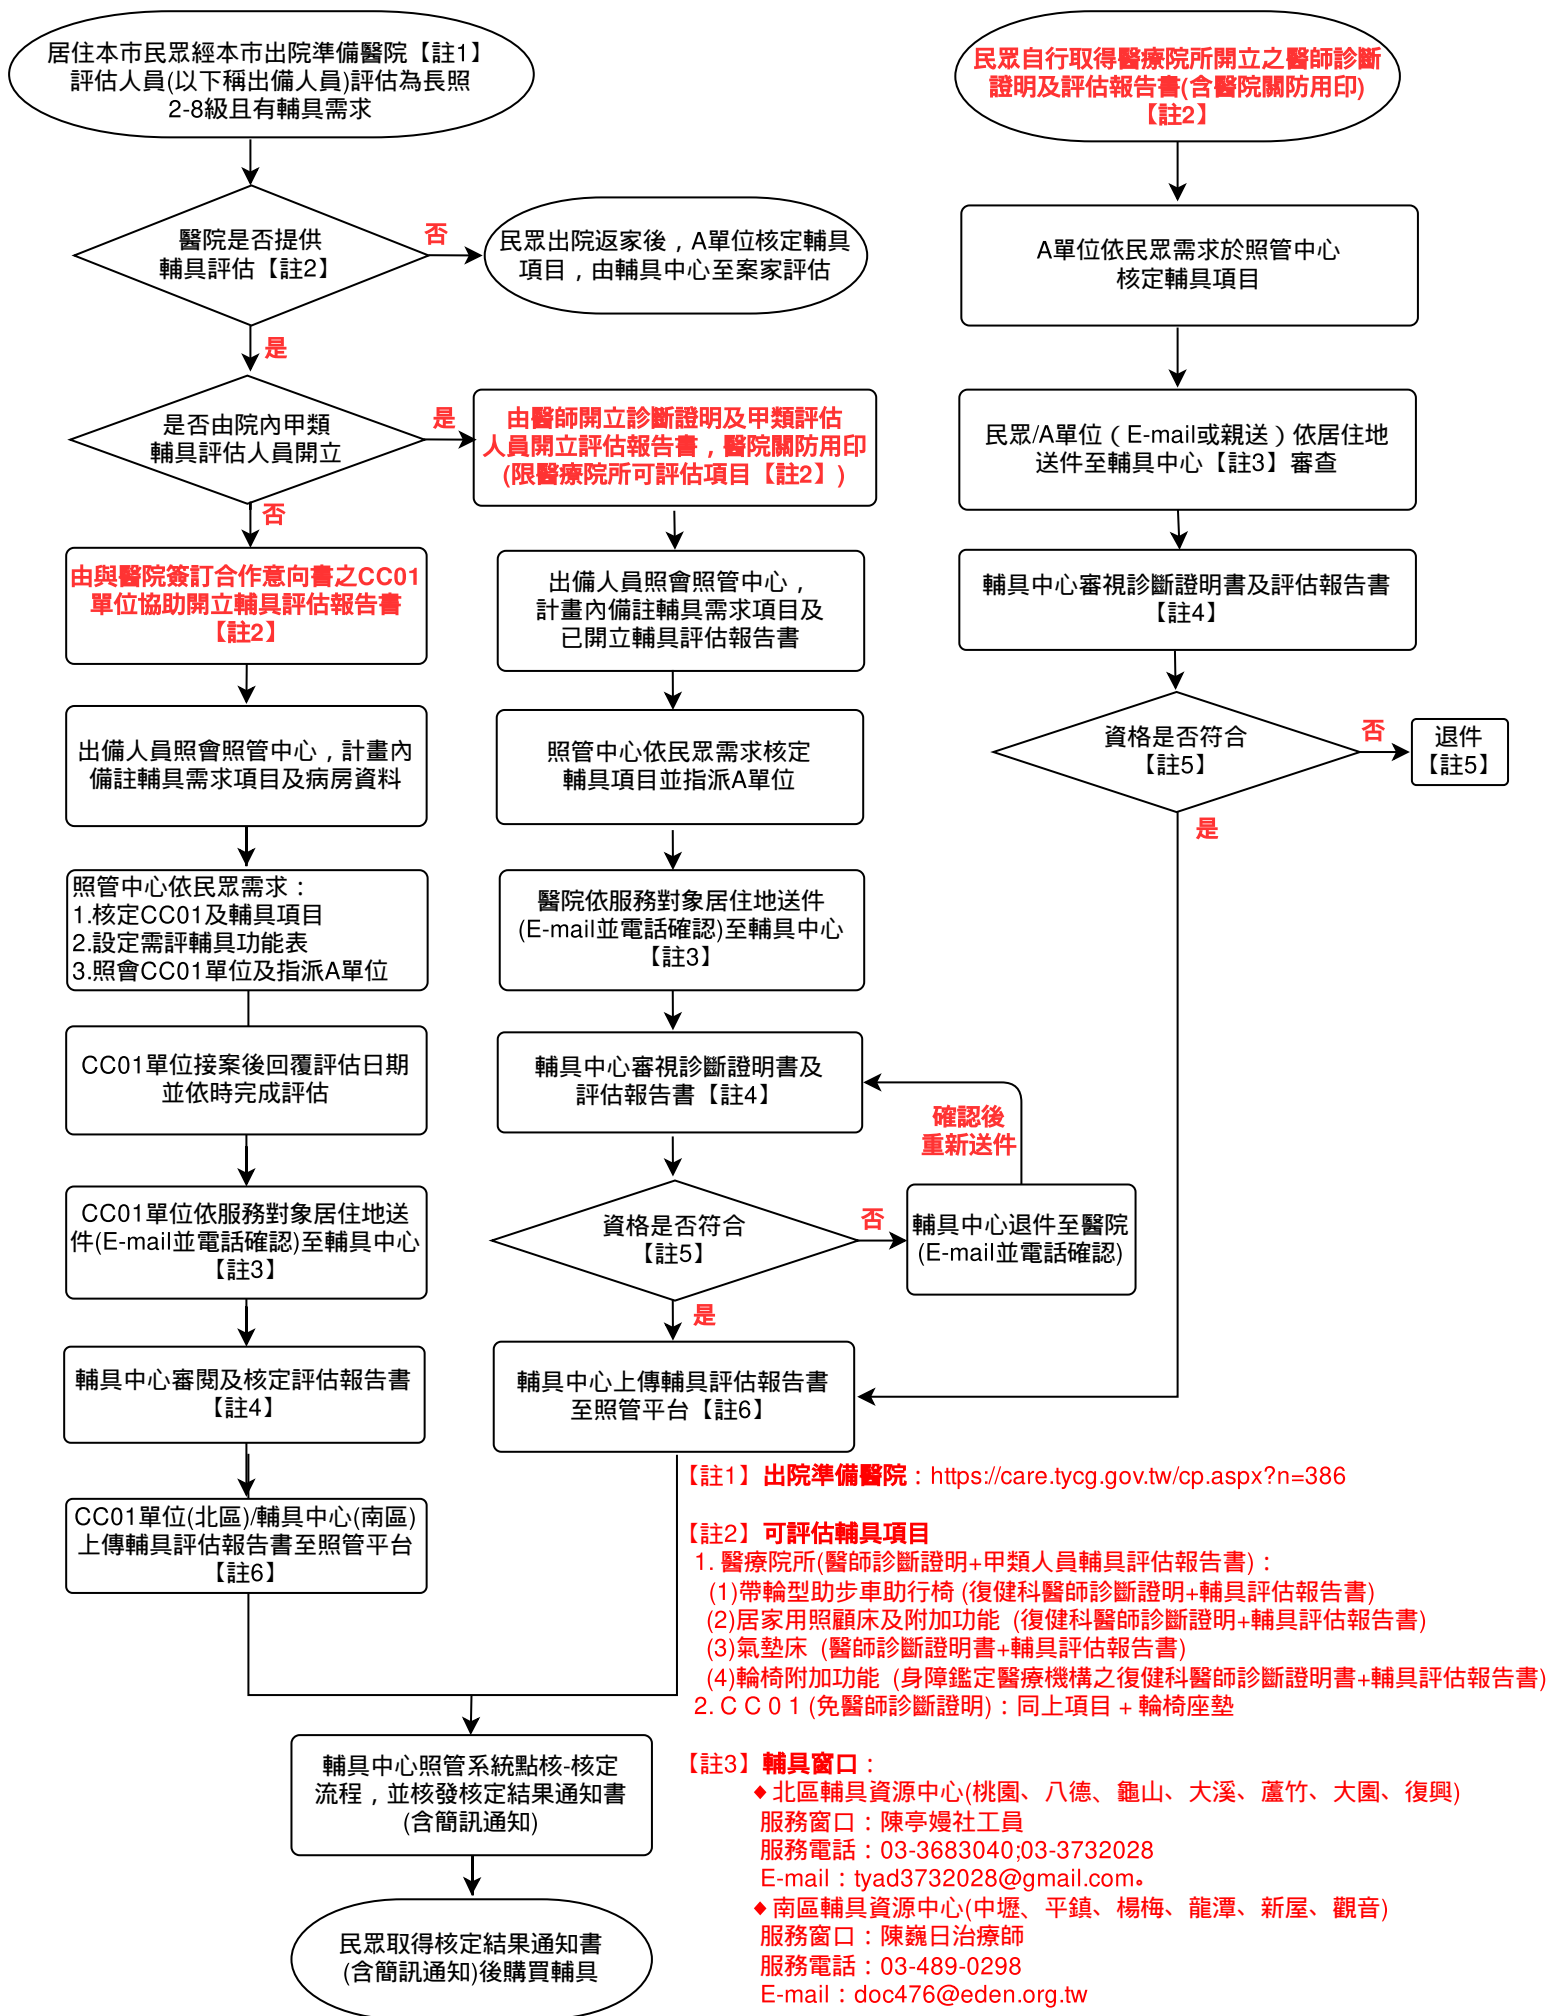 居住本市民眾經本市出院準備醫院【註1】
評估人員(以下稱出備人員)評估為長照
2-8級且有輔具需求
民眾自行取得醫療院所開立之醫師診斷
證明及評估報告書(含醫院關防用印)
【註2】
醫院是否提供
輔具評估【註2】
否
民眾出院返家後，A單位核定輔具
項目，由輔具中心至案家評估
A單位依民眾需求於照管中心
核定輔具項目
是
是否由院內甲類
輔具評估人員開立
是
由醫師開立診斷證明及甲類評估
人員開立評估報告書，醫院關防用印
(限醫療院所可評估項目【註2】)
民眾/A單位（E-mail或親送）依居住地
送件至輔具中心【註3】審查
否
由與醫院簽訂合作意向書之CC01
單位協助開立輔具評估報告書
【註2】
出備人員照會照管中心，
計畫內備註輔具需求項目及
已開立輔具評估報告書
輔具中心審視診斷證明書及評估報告書
【註4】
出備人員照會照管中心，計畫內
備註輔具需求項目及病房資料
照管中心依民眾需求核定
輔具項目並指派A單位
資格是否符合
【註5】
否
退件
【註5】
是
照管中心依民眾需求：
1.核定CC01及輔具項目
2.設定需評輔具功能表
3.照會CC01單位及指派A單位
醫院依服務對象居住地送件
(E-mail並電話確認)至輔具中心
【註3】
CC01單位接案後回覆評估日期
並依時完成評估
輔具中心審視診斷證明書及
評估報告書【註4】
確認後
重新送件
CC01單位依服務對象居住地送
件(E-mail並電話確認)至輔具中心
【註3】
資格是否符合
【註5】
否
輔具中心退件至醫院
(E-mail並電話確認)
是
輔具中心審閱及核定評估報告書
【註4】
輔具中心上傳輔具評估報告書
至照管平台【註6】
CC01單位(北區)/輔具中心(南區)
上傳輔具評估報告書至照管平台
【註6】
輔具中心照管系統點核-核定
流程，並核發核定結果通知書
(含簡訊通知)
民眾取得核定結果通知書
(含簡訊通知)後購買輔具
【註1】出院準備醫院：https://care.tycg.gov.tw/cp.aspx?n=386
【註2】可評估輔具項目
1. 醫療院所(醫師診斷證明+甲類人員輔具評估報告書)：
(1)帶輪型助步車助行椅 (復健科醫師診斷證明+輔具評估報告書)
(2)居家用照顧床及附加功能 (復健科醫師診斷證明+輔具評估報告書)
(3)氣墊床 (醫師診斷證明書+輔具評估報告書)
(4)輪椅附加功能 (身障鑑定醫療機構之復健科醫師診斷證明書+輔具評估報告書)
2. C C 0 1 (免醫師診斷證明)：同上項目 + 輪椅座墊
【註3】輔具窗口：
◆北區輔具資源中心(桃園、八德、龜山、大溪、蘆竹、大園、復興)
服務窗口：陳亭嫚社工員
服務電話：03-3683040;03-3732028
E-mail：tyad3732028@gmail.com。
◆南區輔具資源中心(中壢、平鎮、楊梅、龍潭、新屋、觀音)
服務窗口：陳巍日治療師
服務電話：03-489-0298
E-mail：doc476@eden.org.tw